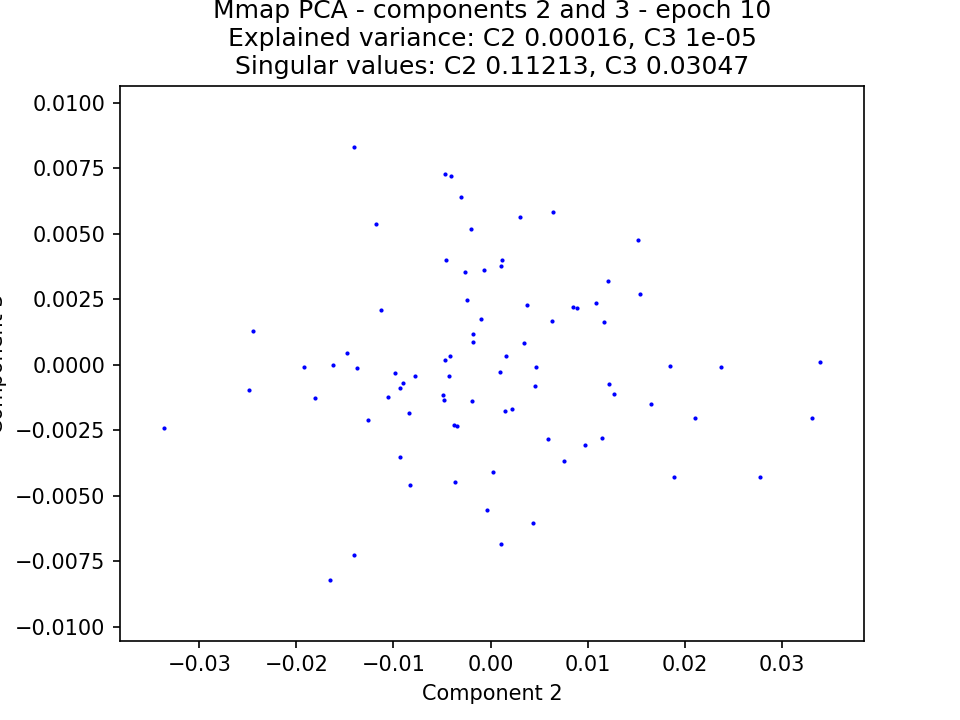 Mmap PCA - components 2 and 3 - epoch 10
Explained variance: C2 0.00016, C3 1e-05
Singular values: C2 0.11213, C3 0.03047
0.0100
0.0075
0.0050
0.0025
0.0000
−0.0025
−0.0050
−0.0075
−0.0100
−0.03 −0.02 −0.01 0.00 0.01 0.02 0.03
Component 2